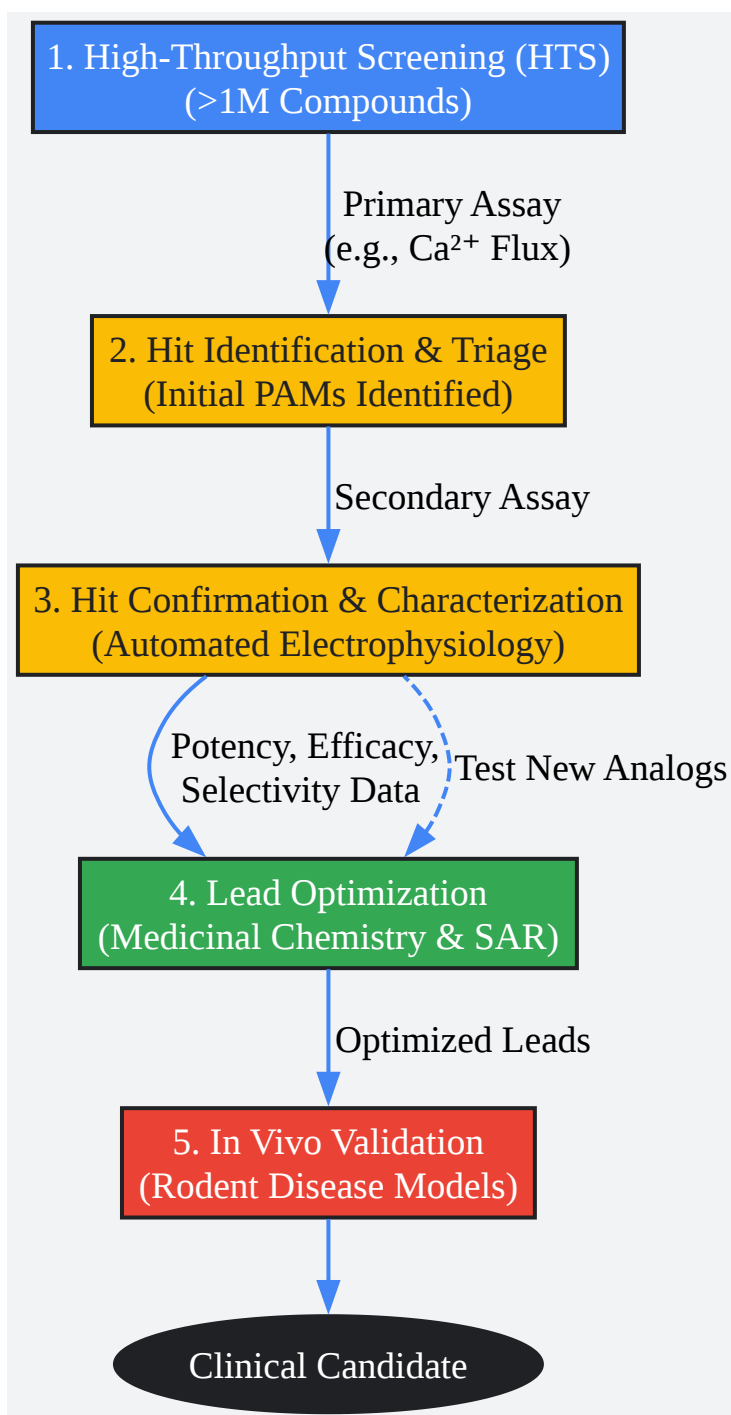 1. High-Throughput Screening (HTS)
(>1M Compounds)
Primary Assay
(e.g., Ca²⁺ Flux)
2. Hit Identification & Triage
(Initial PAMs Identified)
Secondary Assay
3. Hit Confirmation & Characterization
(Automated Electrophysiology)
Potency, Efficacy,
Selectivity Data
Test New Analogs
4. Lead Optimization
(Medicinal Chemistry & SAR)
Optimized Leads
5. In Vivo Validation
(Rodent Disease Models)
Clinical Candidate